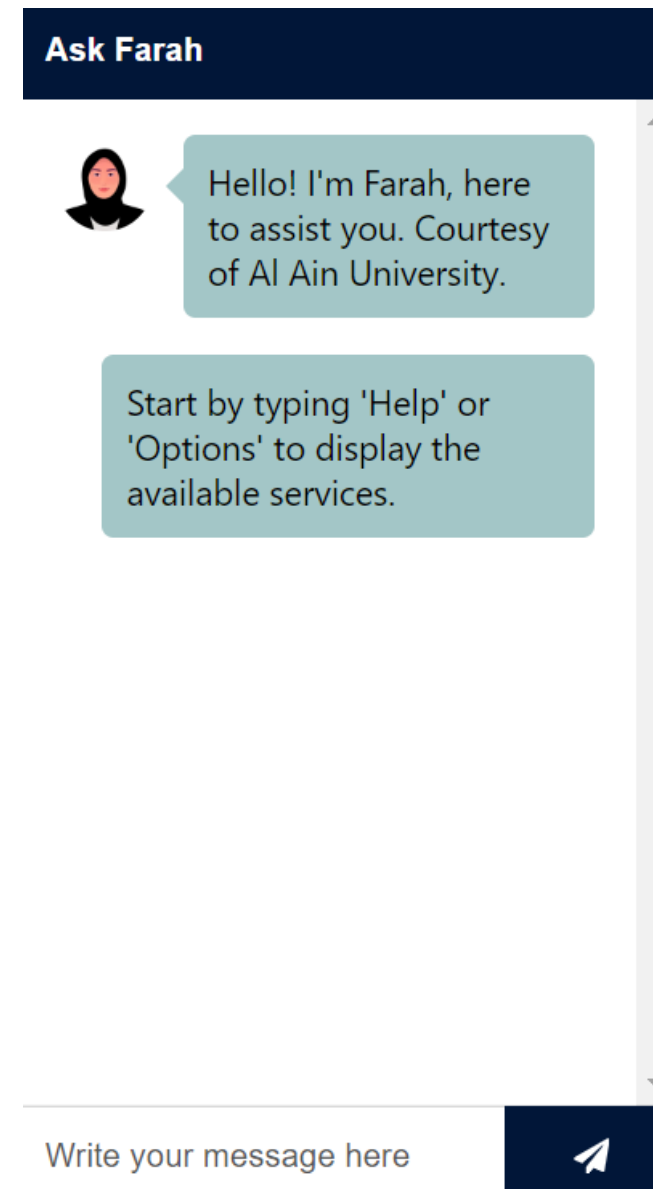 Ask Farah
Hello! I'm Farah, here
to assist you. Courtesy
of Al Ain University.
Start by typing 'Help' or
'Options' to display the
available services.
Write your message here